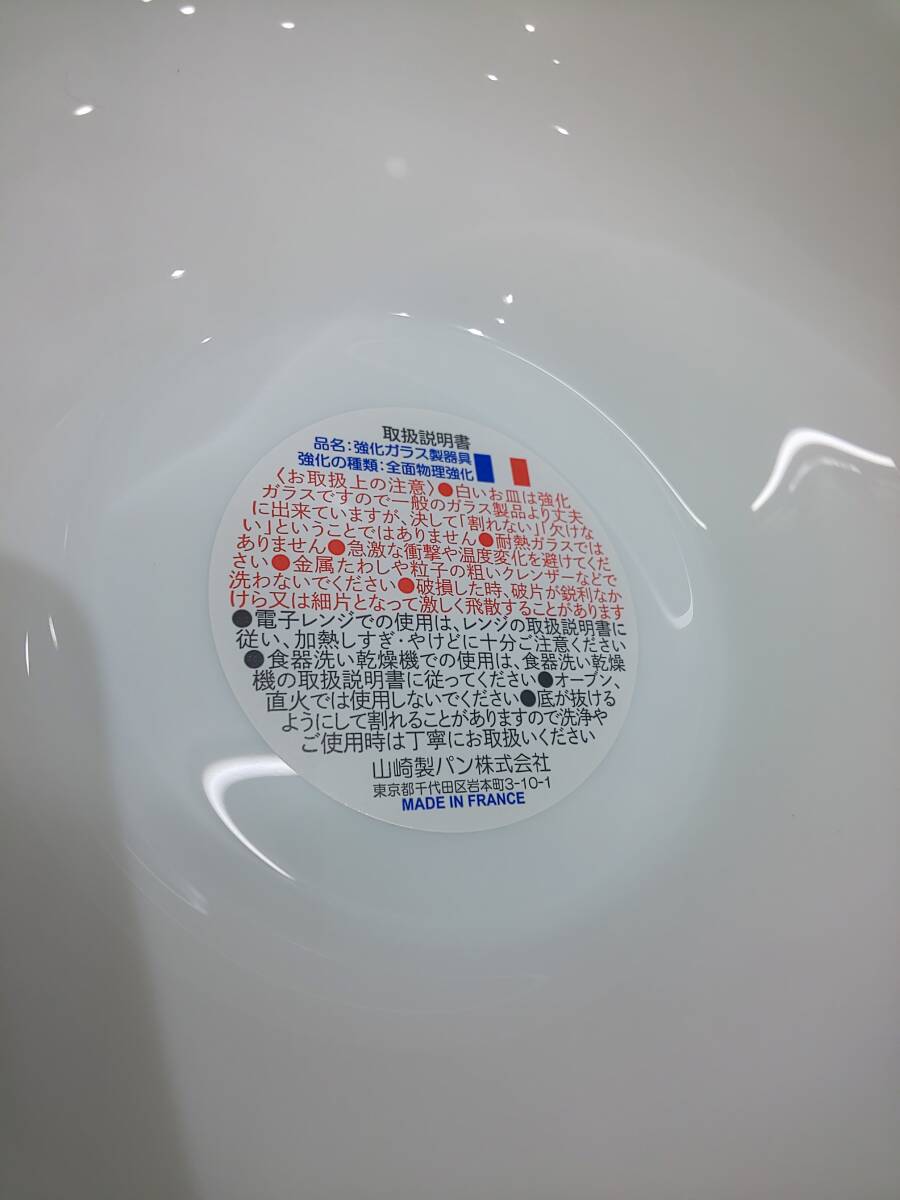 取扱説明書
品名:強化ガラス製器具
強化の種類:全面物理強化
〈お取扱上の注意〉●白いお皿は強化
ガラスですので一般のガラス製品より丈夫
に出来ていますが、決して「割れない」「欠けな
い」ということではありません●耐熱ガラスでは
ありません●急激な衝撃や温度変化を避けてくだ
さい●金属たわしや粒子の粗いクレンザーなどで
洗わないでください●破損した時、破片が鋭利なか
けら又は細片となって激しく飛散することがあります
●電子レンジでの使用は、レンジの取扱説明書に
従い、加熱しすぎ・やけどに十分ご注意ください
●食器洗い乾燥機での使用は、食器洗い乾燥
機の取扱説明書に従ってください●オーブン、
直火では使用しないでください●底が抜ける
ようにして割れることがありますので洗浄や
ご使用時は丁寧にお取扱いください
山崎製パン株式会社
東京都千代田区岩本町3-10-1
MADE IN FRANCE